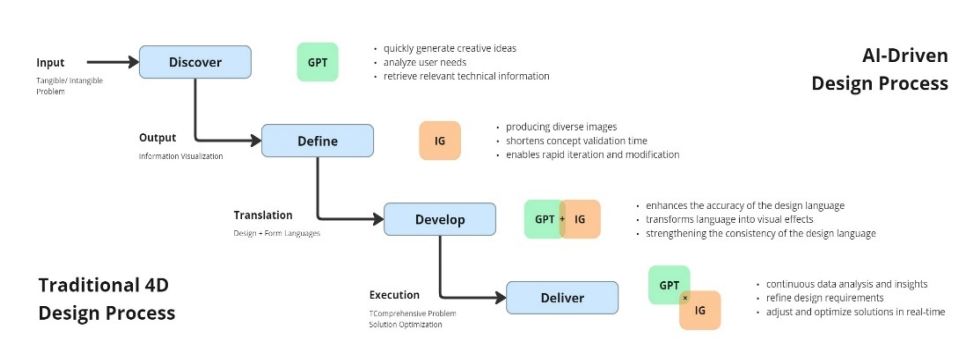 AI-Driven
Design Process
Input
Tangible/ Intangible
Problem
Discover
GPT
• quickly generate creative ideas
• analyze user needs
• retrieve relevant technical information
Output
Information Visualization
Define
IG
• producing diverse images
• shortens concept validation time
• enables rapid iteration and modification
Translation
Design + Form Languages
Develop
GPT + IG
• enhances the accuracy of the design language
• transforms language into visual effects
• strengthening the consistency of the design language
Execution
TComprehensive Problem
Solution Optimization
Deliver
GPT
×
IG
• continuous data analysis and insights
• refine design requirements
• adjust and optimize solutions in real-time
Traditional 4D
Design Process